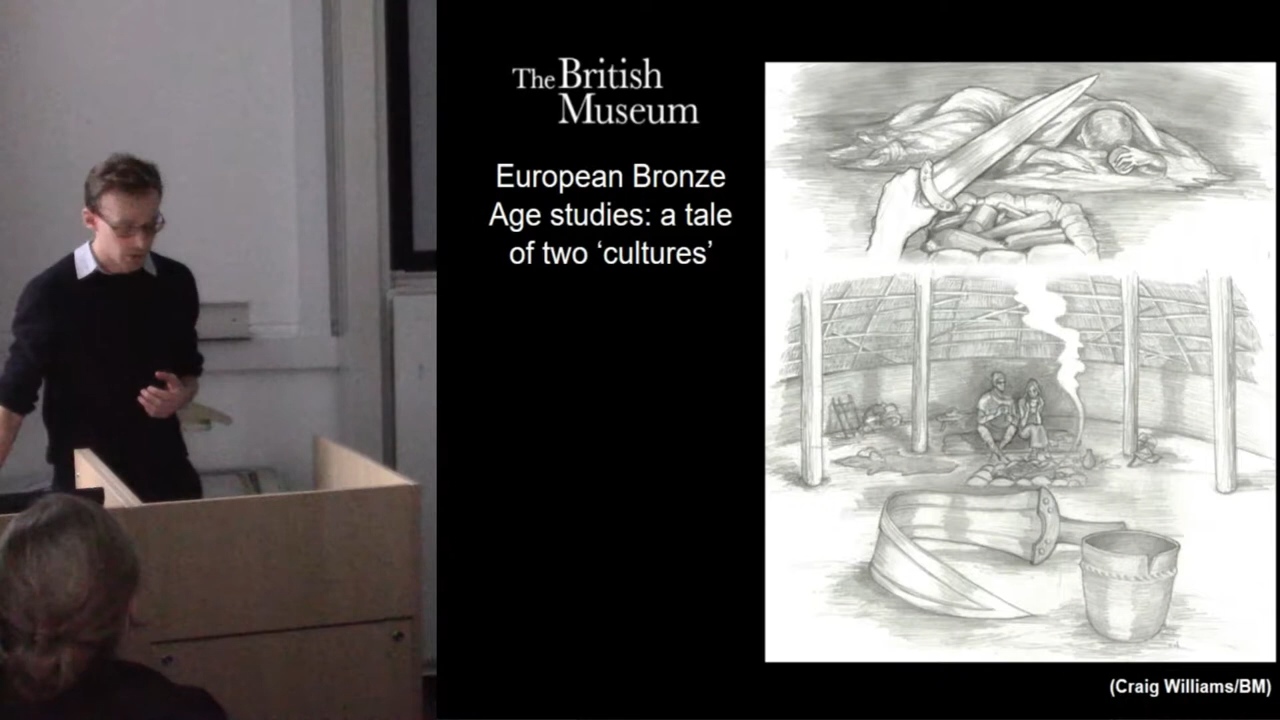 The British
Museum
European Bronze
Age studies: a tale
of two ‘cultures’
(Craig Williams/BM)